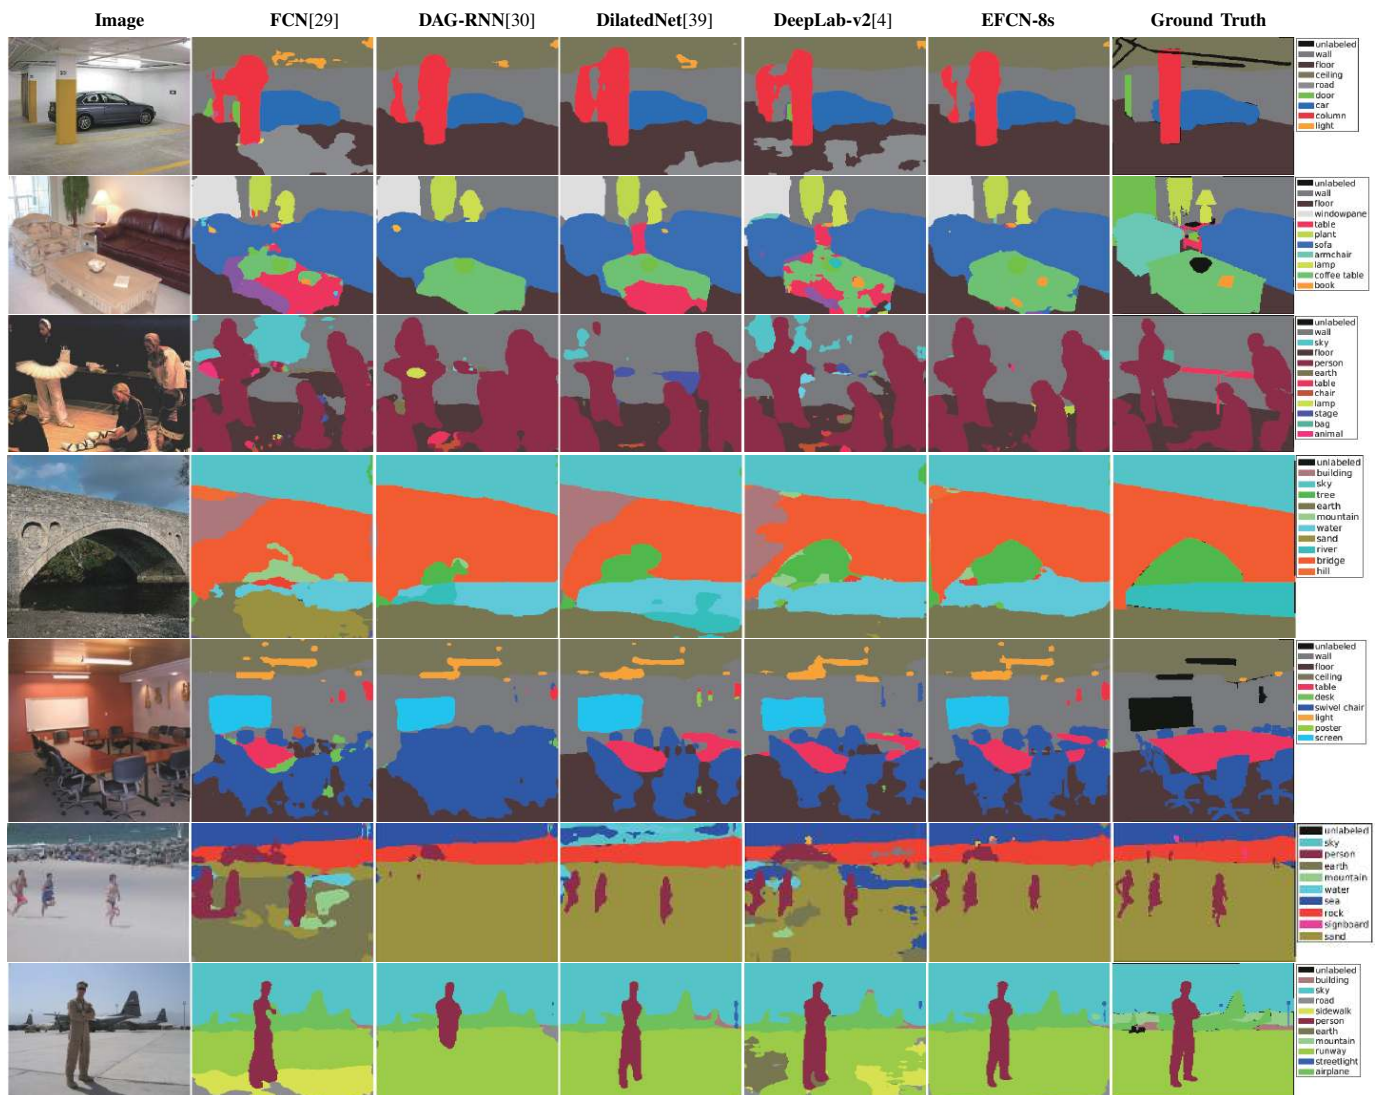 Image FCN[29] DAG-RNN[30] DilatedNet[39] DeepLab-v2[4] EFCN-8s Ground Truth
unlabeled
wall
floor
ceiling
road
door
car
column
light
unlabeled
wall
floor
windowpane
table
plant
sofa
armchair
lamp
coffee table
book
unlabeled
wall
sky
floor
person
earth
table
chair
lamp
stage
bag
animal
unlabeled
building
sky
tree
earth
mountain
water
sand
river
bridge
hill
unlabeled
wall
floor
ceiling
table
desk
swivel chair
light
poster
screen
unlabeled
sky
person
earth
mountain
water
sea
rock
signboard
sand
unlabeled
building
sky
road
sidewalk
person
earth
mountain
runway
streetlight
airplane